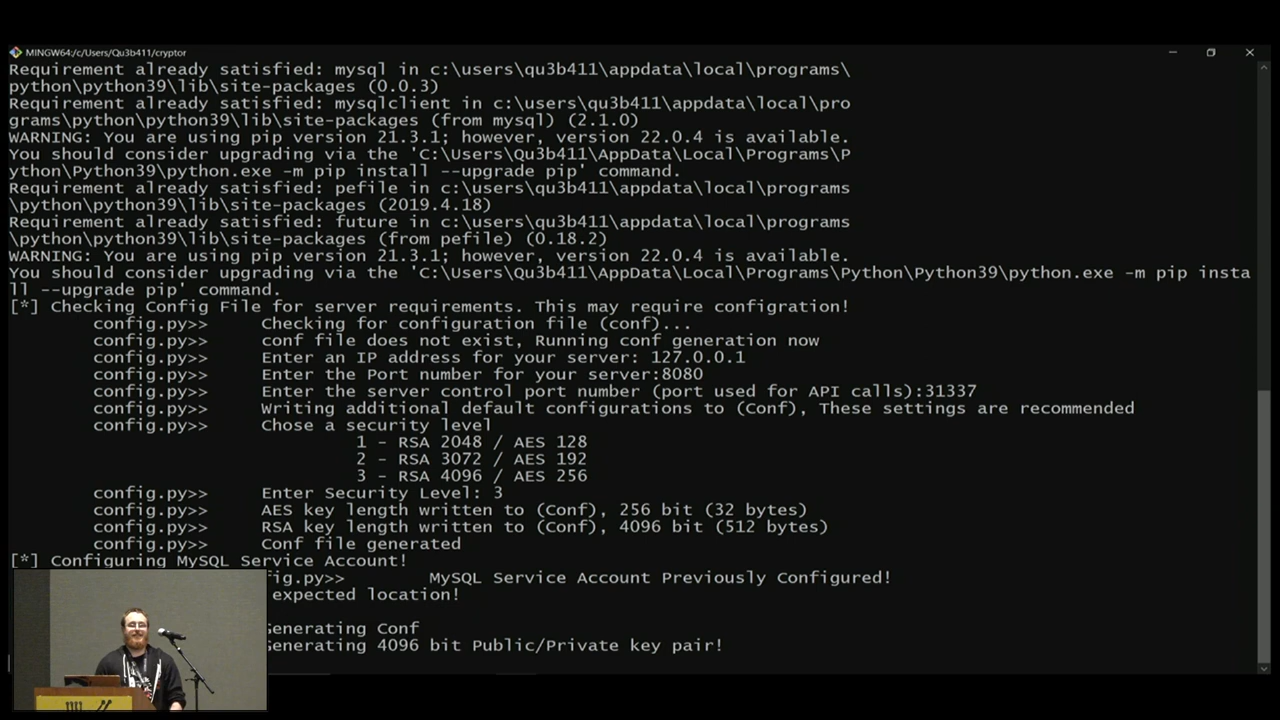 MINGW64:/c/Users/Qu3b411/cryptor
Requirement already satisfied: mysql in c:\users\qu3b411\appdata\local\programs\
python\python39\lib\site-packages (0.0.3)
Requirement already satisfied: mysqlclient in c:\users\qu3b411\appdata\local\pro
grams\python\python39\lib\site-packages (from mysql) (2.1.0)
WARNING: You are using pip version 21.3.1; however, version 22.0.4 is available.
You should consider upgrading via the 'C:\Users\Qu3b411\AppData\Local\Programs\P
ython\Python39\python.exe -m pip install --upgrade pip' command.
Requirement already satisfied: pefile in c:\users\qu3b411\appdata\local\programs
\python\python39\lib\site-packages (2019.4.18)
Requirement already satisfied: future in c:\users\qu3b411\appdata\local\programs
\python\python39\lib\site-packages (from pefile) (0.18.2)
WARNING: You are using pip version 21.3.1; however, version 22.0.4 is available.
You should consider upgrading via the 'C:\Users\Qu3b411\AppData\Local\Programs\Python\Python39\python.exe -m pip insta
ll --upgrade pip' command.
[*] Checking Config File for server requirements. This may require configration!
config.py>> Checking for configuration file (conf)...
config.py>> conf file does not exist, Running conf generation now
config.py>> Enter an IP address for your server: 127.0.0.1
config.py>> Enter the Port number for your server:8080
config.py>> Enter the server control port number (port used for API calls):31337
config.py>> Writing additional default configurations to (Conf), These settings are recommended
config.py>> Chose a security level
1 - RSA 2048 / AES 128
2 - RSA 3072 / AES 192
3 - RSA 4096 / AES 256
config.py>> Enter Security Level: 3
config.py>> AES key length written to (Conf), 256 bit (32 bytes)
config.py>> RSA key length written to (Conf), 4096 bit (512 bytes)
config.py>> Conf file generated
[*] Configuring MySQL Service Account!
fig.py>> MySQL Service Account Previously Configured!
expected location!
Generating Conf
Generating 4096 bit Public/Private key pair!